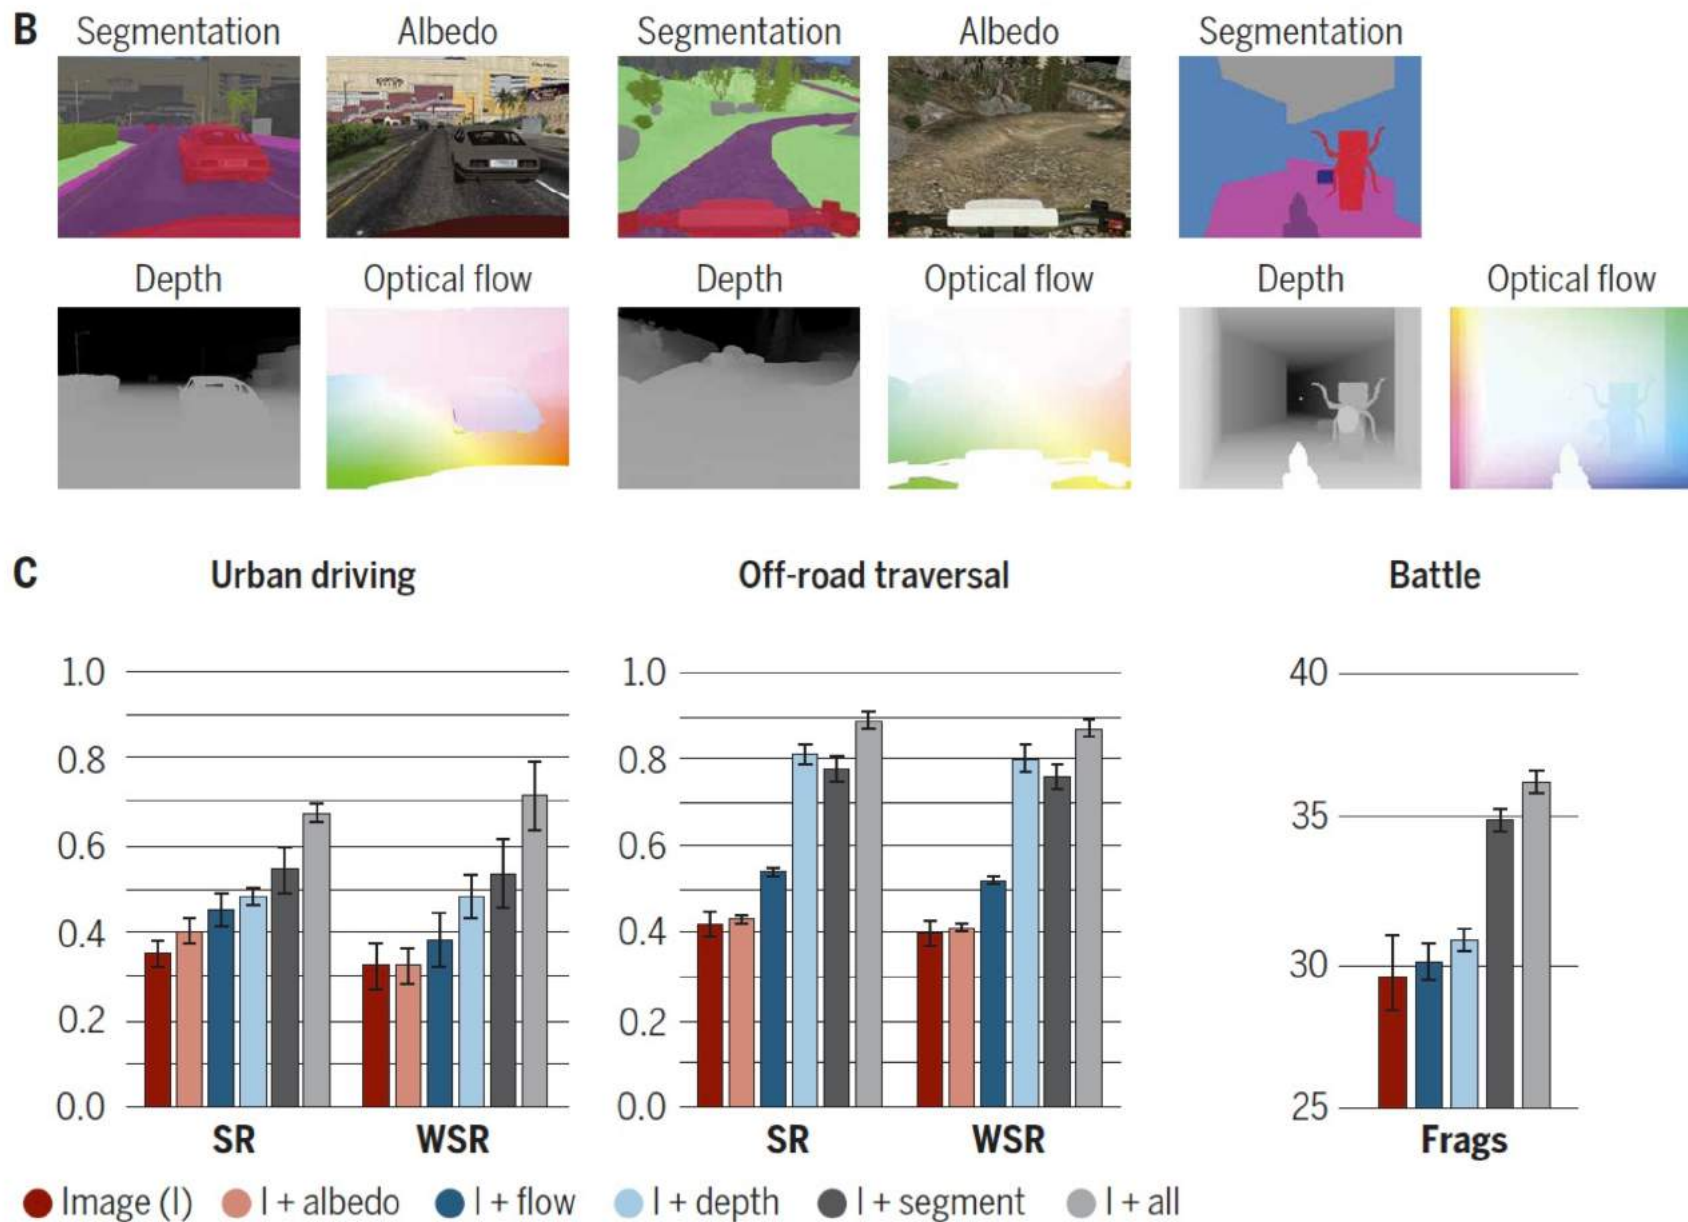 B
Segmentation Albedo Segmentation Albedo Segmentation
Depth Optical flow Depth Optical flow Depth Optical flow
C
Urban driving Off-road traversal Battle
1.0
0.8
0.6
0.4
0.2
0.0
SR WSR
1.0
0.8
0.6
0.4
0.2
0.0
SR WSR
40
35
30
25
Frags
Image (I) I + albedo I + flow I + depth I + segment I + all